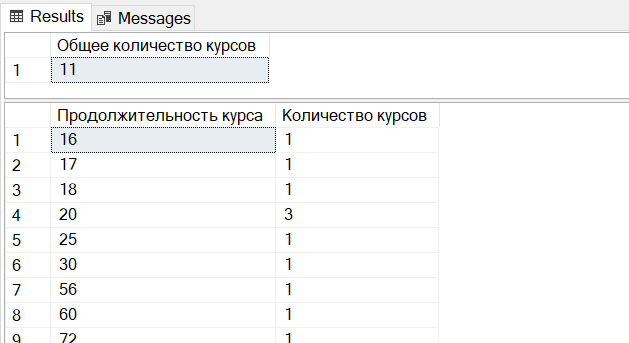 Results Messages
Общее количество курсов
1 11
Продолжительность курса Количество курсов
1 16 1
2 17 1
3 18 1
4 20 3
5 25 1
6 30 1
7 56 1
8 60 1
9 72 1